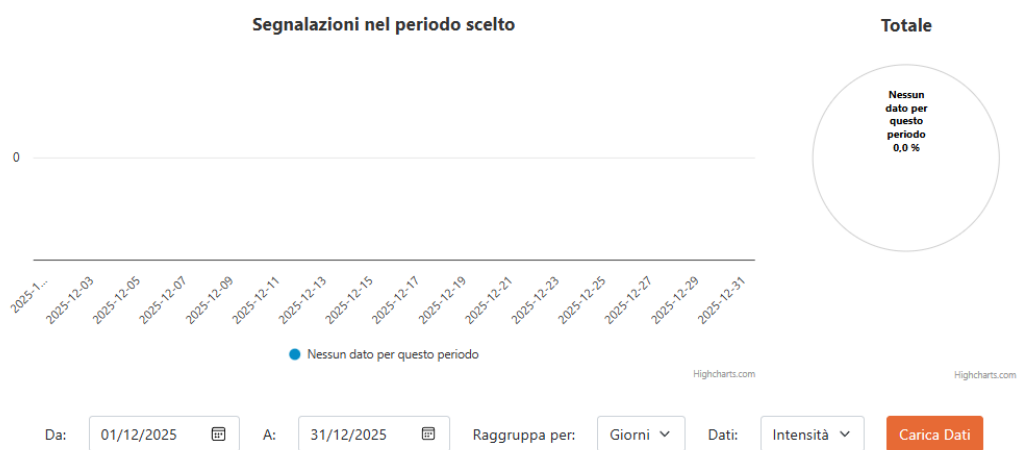 Segnalazioni nel periodo scelto
Totale
Nessun
dato per
questo
periodo
0,0 %
0
2025-1...
2025-12-03
2025-12-05
2025-12-07
2025-12-09
2025-12-11
2025-12-13
2025-12-15
2025-12-17
2025-12-19
2025-12-21
2025-12-23
2025-12-25
2025-12-27
2025-12-29
2025-12-31
Nessun dato per questo periodo
Highcharts.com
Highcharts.com
Da: 01/12/2025 A: 31/12/2025 Raggruppa per: Giorni Dati: Intensità Carica Dati